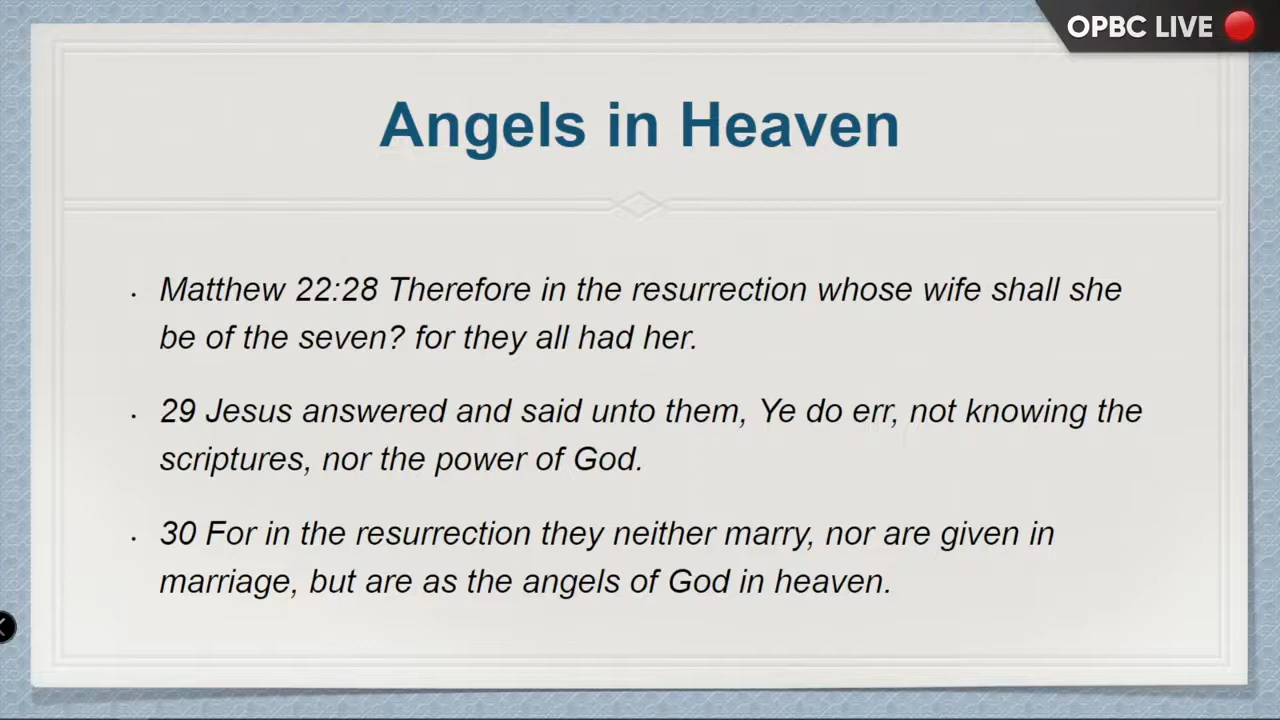 OPBC LIVE
Angels in Heaven
· Matthew 22:28 Therefore in the resurrection whose wife shall she
be of the seven? for they all had her.
· 29 Jesus answered and said unto them, Ye do err, not knowing the
scriptures, nor the power of God.
· 30 For in the resurrection they neither marry, nor are given in
marriage, but are as the angels of God in heaven.